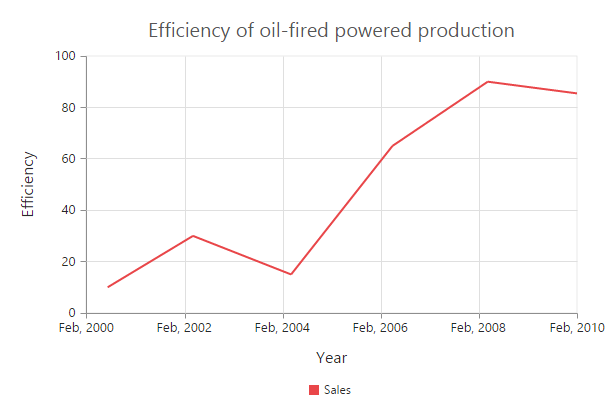 Efficiency of oil-fired powered production
100
80
60
40
20
0
Efficiency
Feb, 2000 Feb, 2002 Feb, 2004 Feb, 2006 Feb, 2008 Feb, 2010
Year
Sales